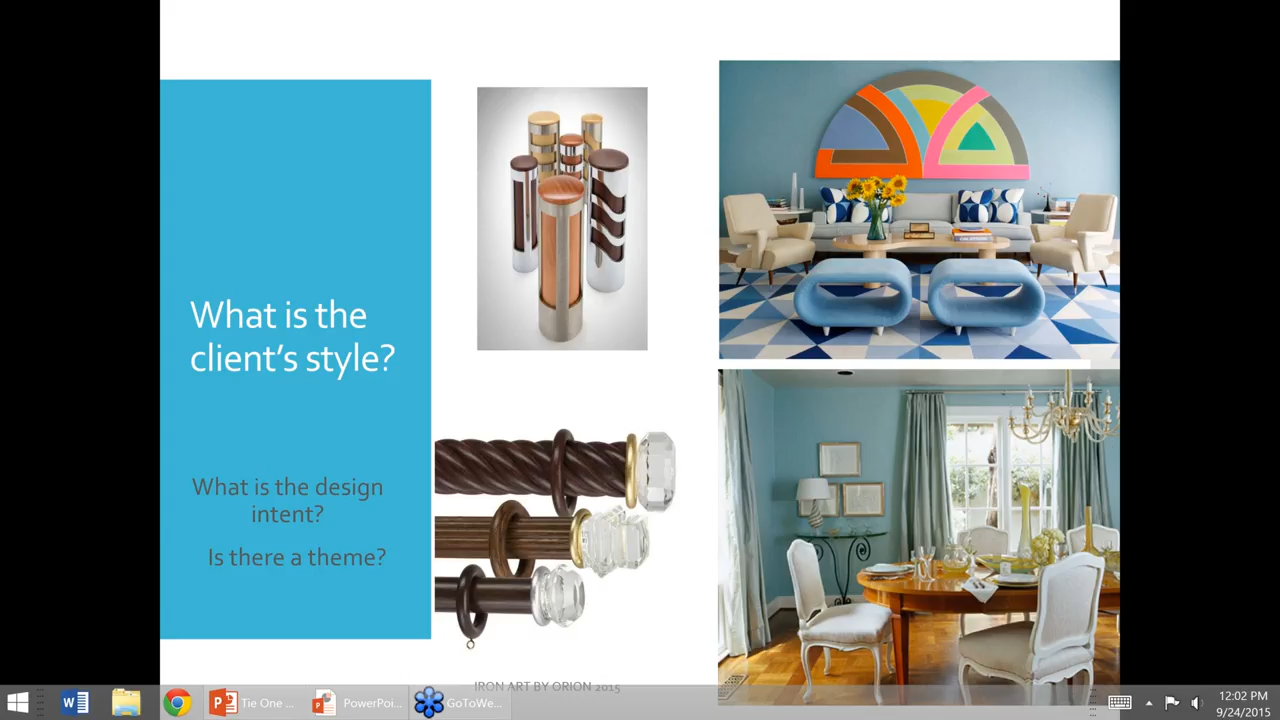 What is the
client's style?
What is the design
intent?
Is there a theme?
IRON ART BY ORION 2015
Tie One ...
PowerPoi...
GoToWe...
12:02 PM
9/24/2015